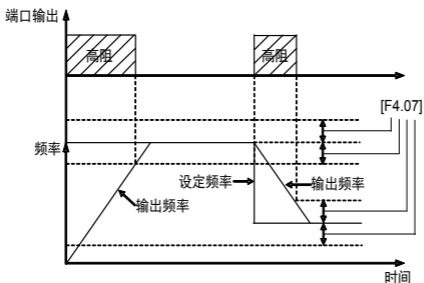 端口输出
高阻
高阻
[F4.07]
频率
设定频率
输出频率
输出频率
时间